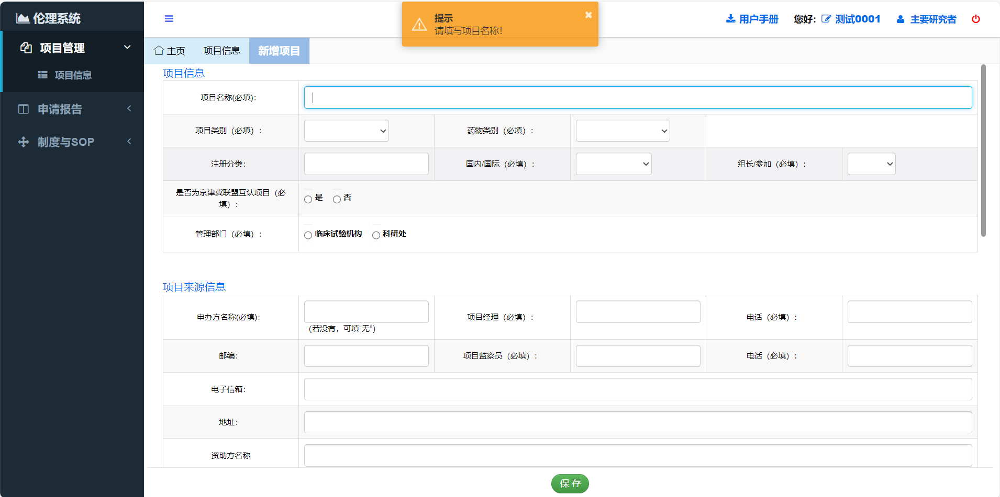 伦理系统
提示
请填写项目名称!
用户手册
您好:
测试0001
主要研究者
项目管理
项目信息
申请报告
制度与SOP
主页
项目信息
新增项目
项目信息
项目名称(必填):
项目类别（必填）:
药物类别（必填）:
注册分类:
国内/国际（必填）:
组长/参加（必填）:
是否为京津冀联盟互认项目（必
填）:
是
否
管理部门（必填）:
临床试验机构
科研处
项目来源信息
申办方名称(必填):
(若没有，可填“无”)
项目经理（必填）:
电话（必填）:
邮编:
项目监察员（必填）:
电话（必填）:
电子信箱:
地址:
资助方名称
保存